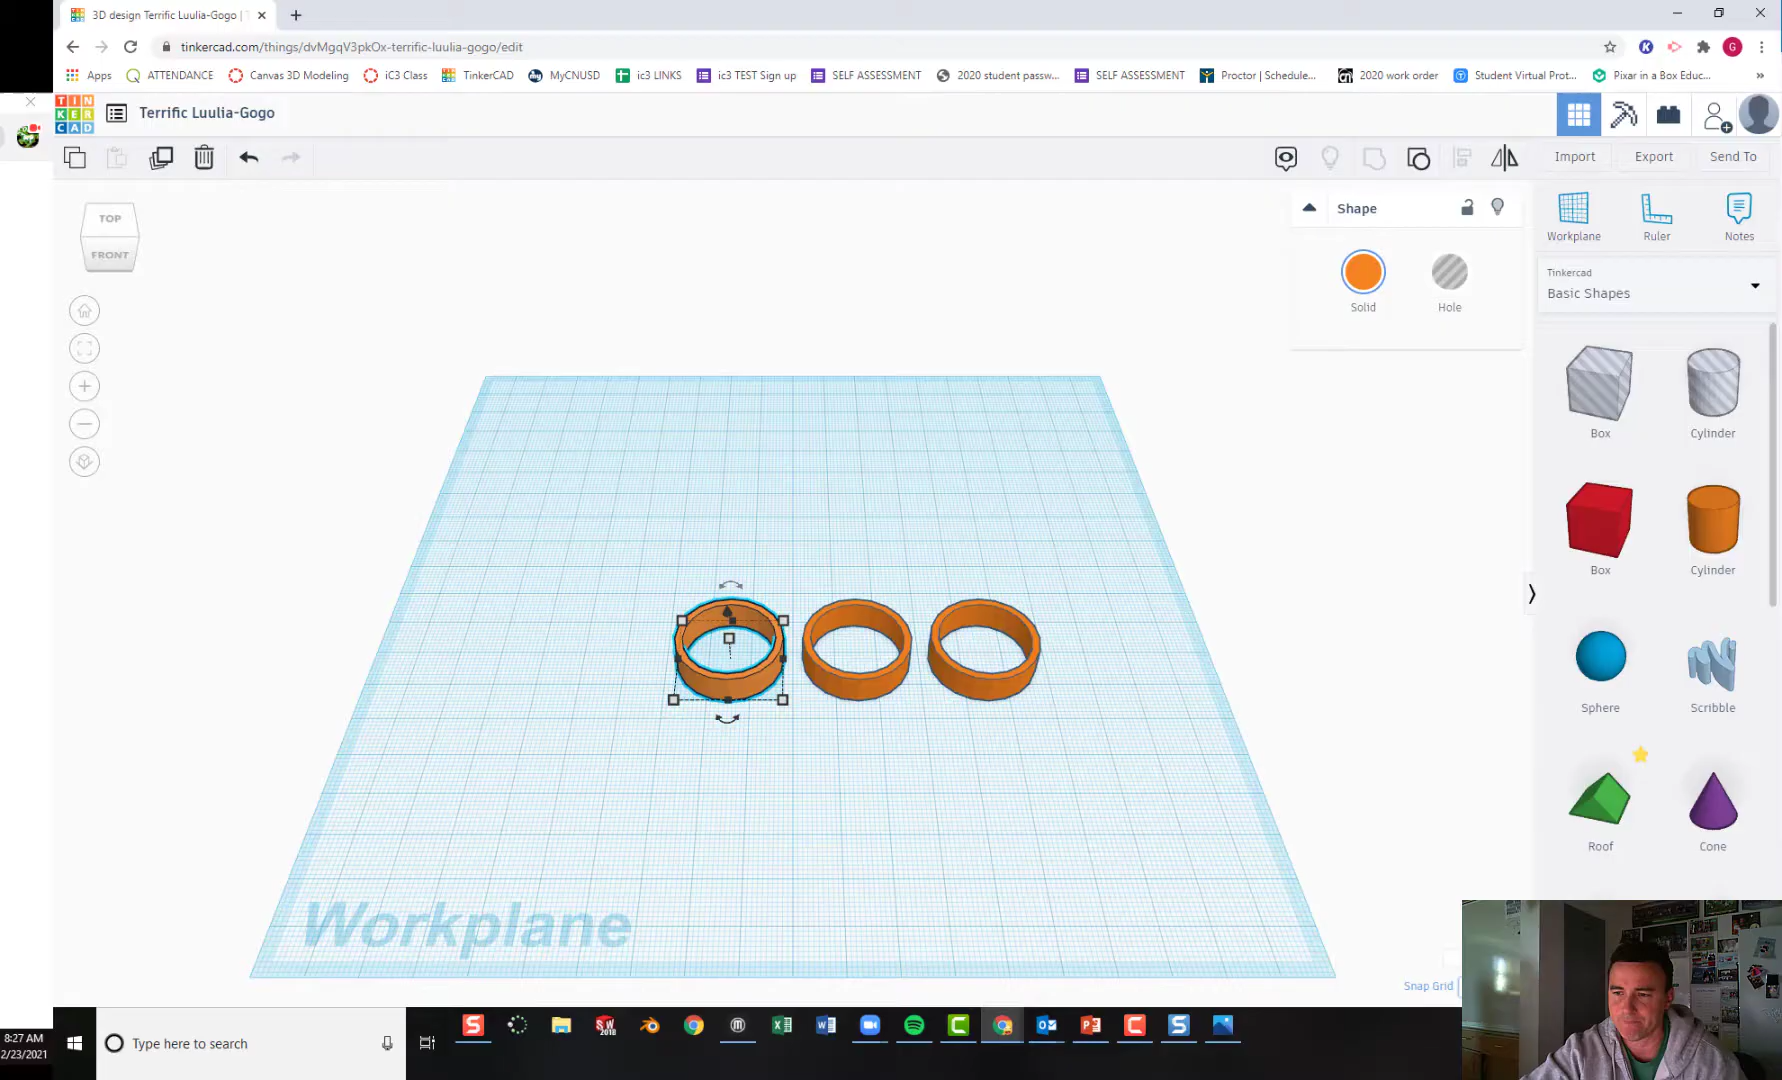 3D design Terrific Luulia-Gogo |
tinkercad.com/things/dvMgqV3pkOx-terrific-luulia-gogo/edit
G
Apps
ATTENDANCE
Canvas 3D Modeling
iC3 Class
TinkerCAD
MyCNUSD
ic3 LINKS
ic3 TEST Sign up
SELF ASSESSMENT
2020 student passw...
SELF ASSESSMENT
Proctor | Schedule...
2020 work order
Student Virtual Prot...
Pixar in a Box Educ...
TIN
KER
CAD
Terrific Luulia-Gogo
Import
Export
Send To
TOP
FRONT
Shape
Solid
Hole
Workplane
Ruler
Notes
Tinkercad
Basic Shapes
Box
Cylinder
Box
Cylinder
Sphere
Scribble
Roof
Cone
Workplane
Snap Grid
8:27 AM
2/23/2021
Type here to search